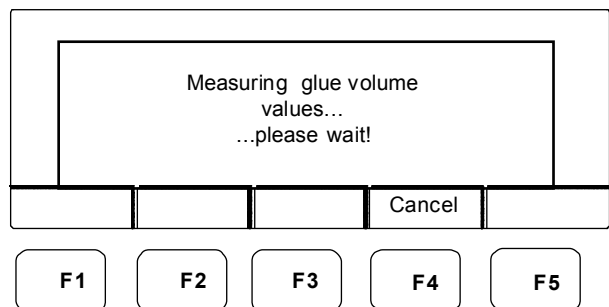 Measuring glue volume
values...
...please wait!
Cancel
F1 F2 F3 F4 F5